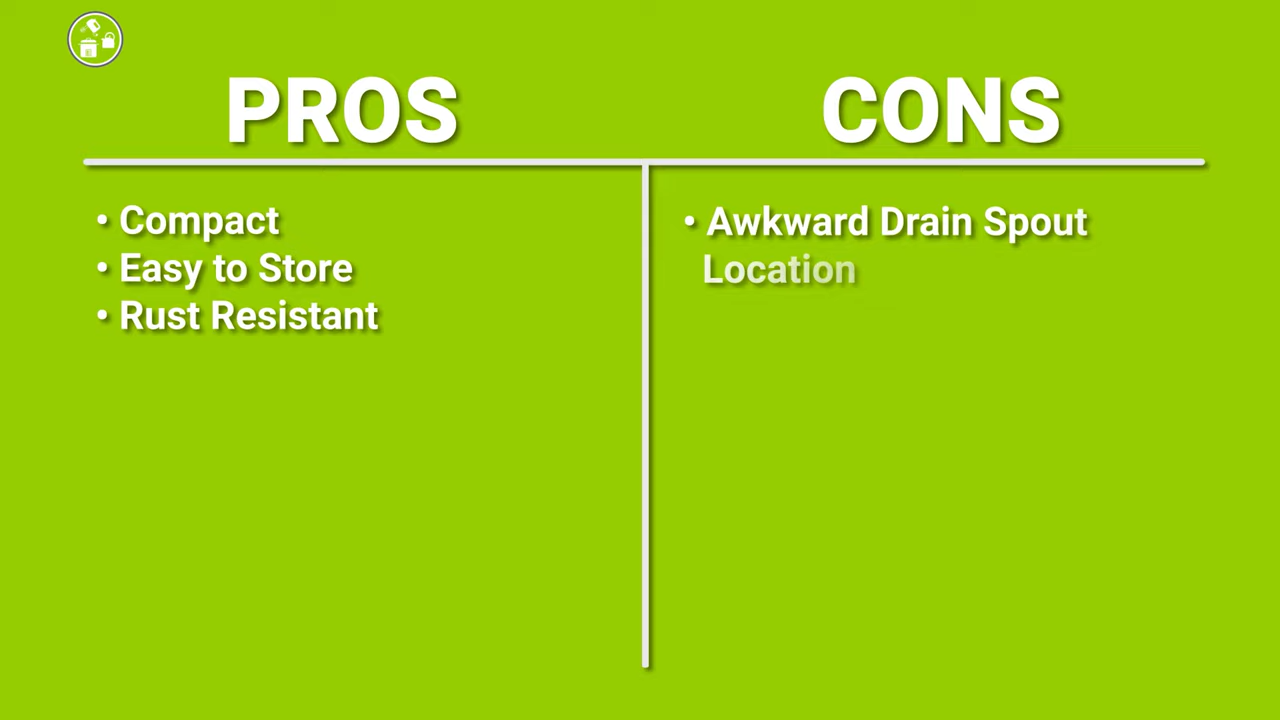 PROS
CONS
• Compact
• Easy to Store
• Rust Resistant
• Awkward Drain Spout
Location